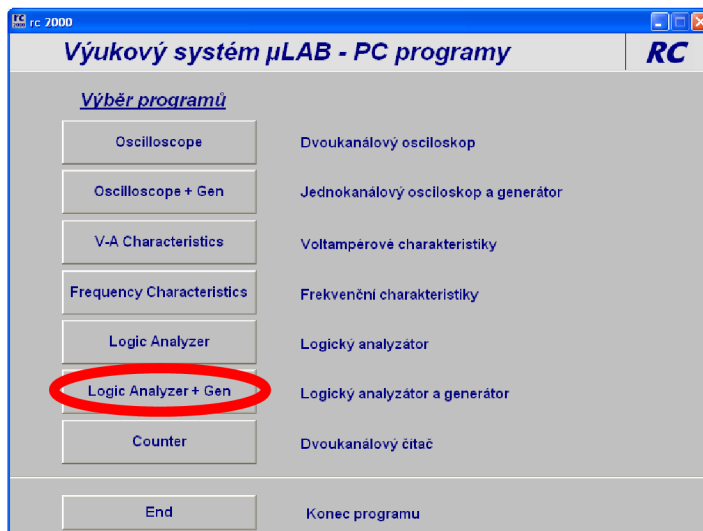 rc 2000
Výukový systém µLAB - PC programy RC
Výběr programů
Oscilloscope Dvoukanálový osciloskop
Oscilloscope + Gen Jednokanálový osciloskop a generátor
V-A Characteristics Voltampérové charakteristiky
Frequency Characteristics Frekvenční charakteristiky
Logic Analyzer Logický analyzátor
Logic Analyzer + Gen Logický analyzátor a generátor
Counter Dvoukanálový čítač
End Konec programu